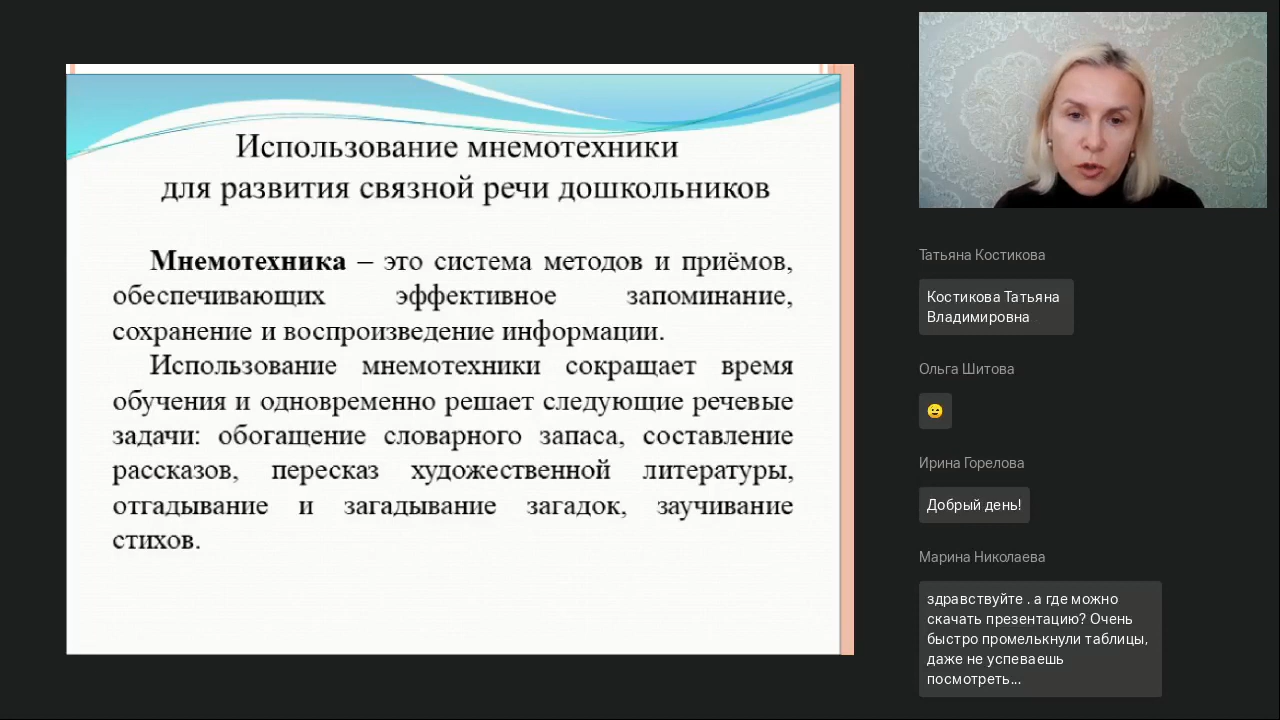 Использование мнемотехники
для развития связной речи дошкольников
Мнемотехника – это система методов и приёмов,
обеспечивающих эффективное запоминание,
сохранение и воспроизведение информации.
Использование мнемотехники сокращает время
обучения и одновременно решает следующие речевые
задачи: обогащение словарного запаса, составление
рассказов, пересказ художественной литературы,
отгадывание и загадывание загадок, заучивание
стихов.
Татьяна Костикова
Костикова Татьяна
Владимировна
Ольга Шитова
😉
Ирина Горелова
Добрый день!
Марина Николаева
здравствуйте . а где можно
скачать презентацию? Очень
быстро промелькнули таблицы,
даже не успеваешь
посмотреть...